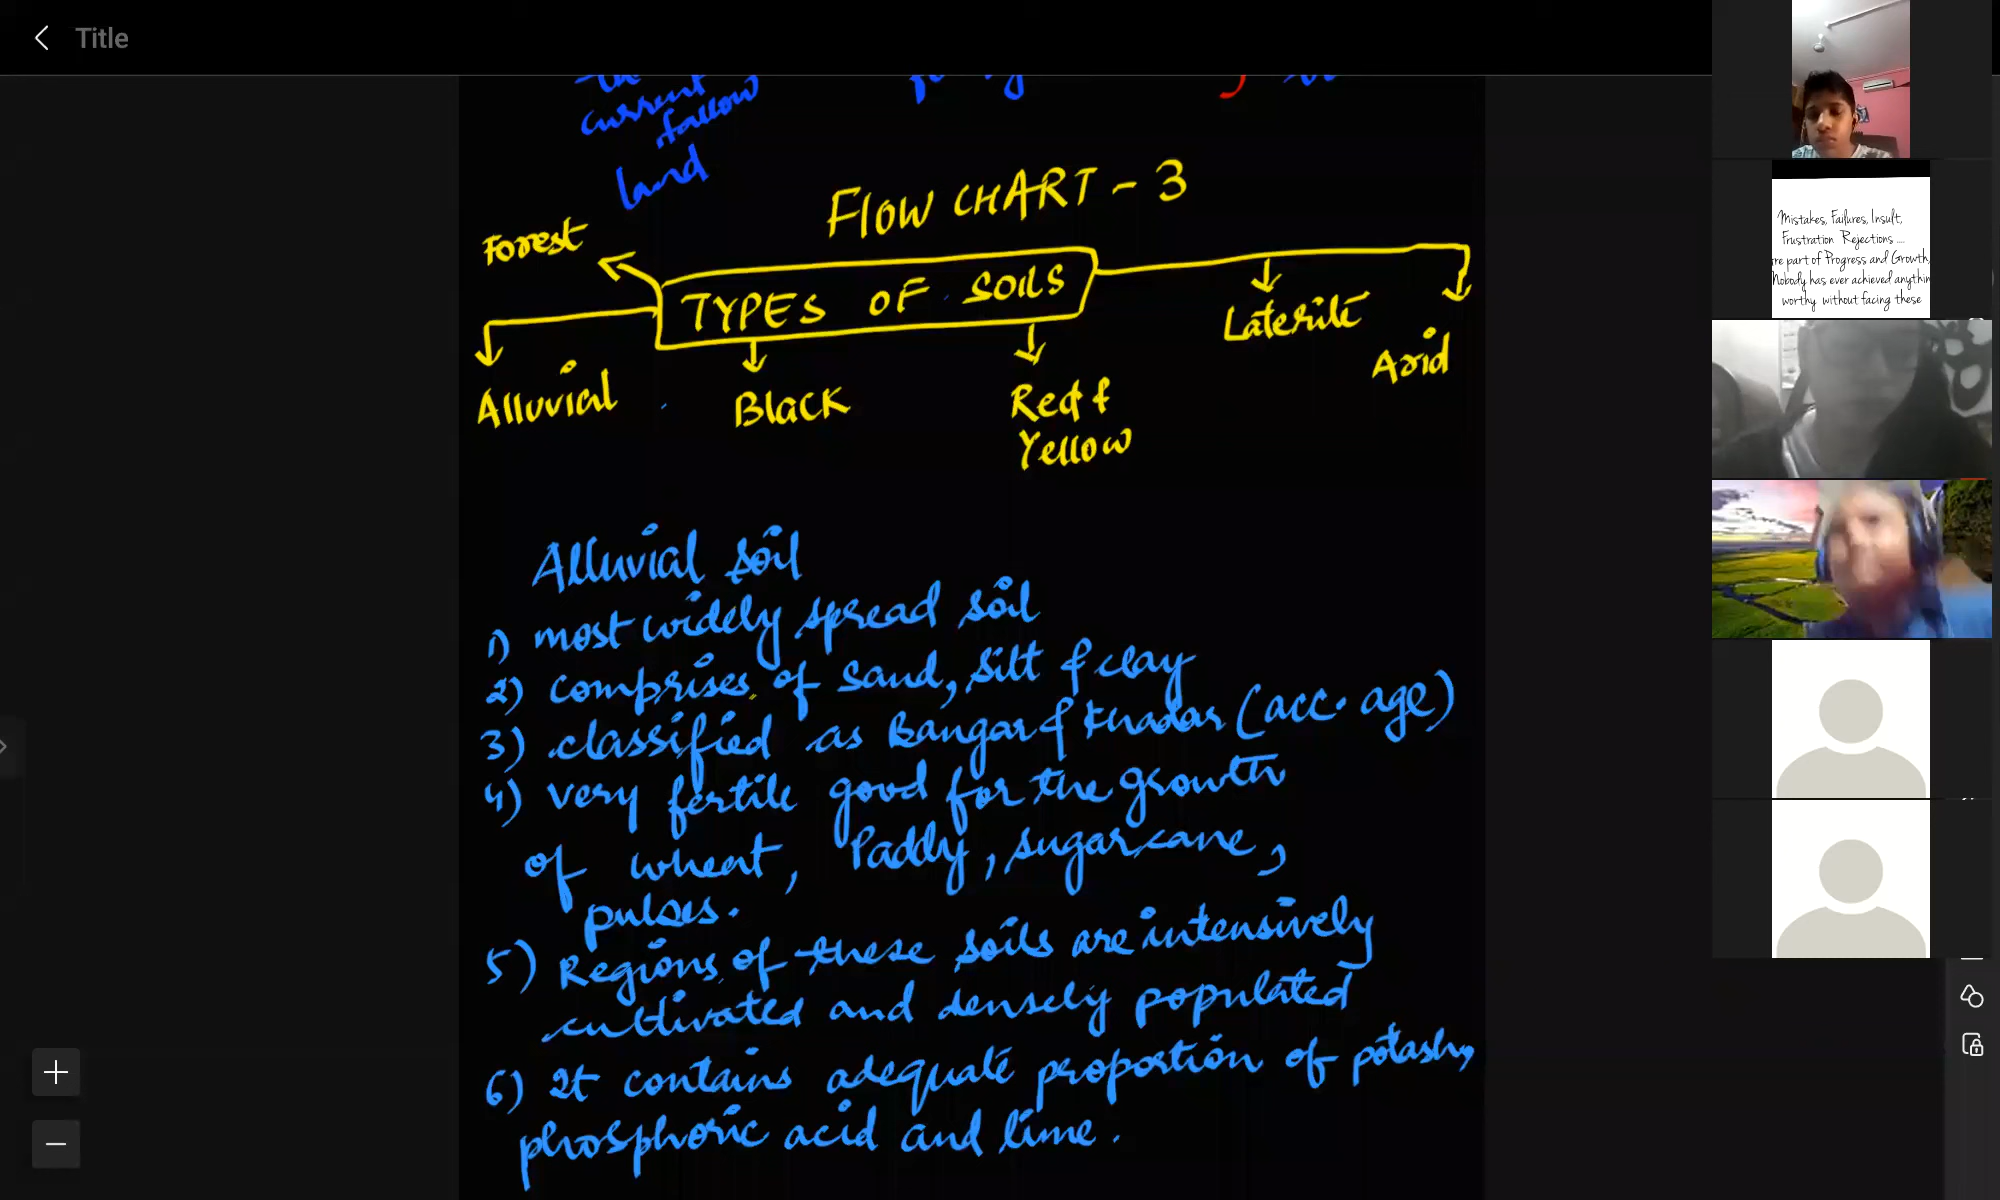 Title
current
fallow
land
FLOW CHART - 3
Forest
TYPES OF SOILS
Laterite
Arid
Alluvial
Black
Red &
Yellow
Alluvial soil
1) most widely spread soil
2) comprises of sand, silt & clay
3) classified as Bangar & Khadar (acc. age)
4) very fertile good for the growth
of wheat, Paddy, sugarcane,
pulses.
5) Regions of these soils are intensively
cultivated and densely populated
6) It contains adequate proportion of potash,
phosphoric acid and lime.
Mistakes, Failures, Insult,
Frustration Rejections ....
re part of Progress and Growth,
Nobody has ever achieved anythin
worthy without facing these